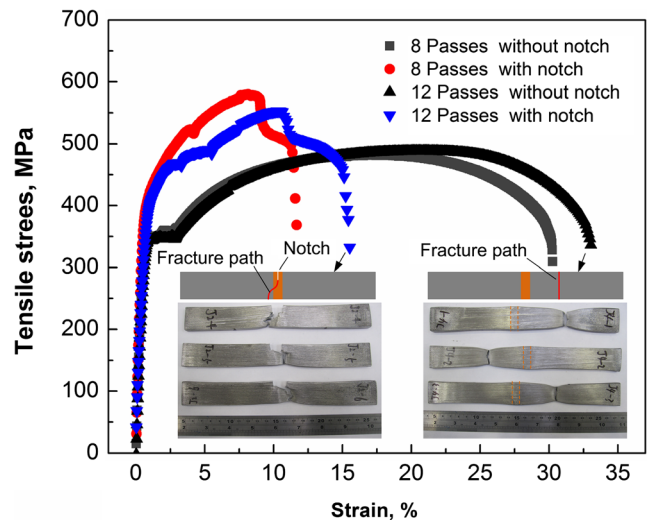 700
600
500
400
300
200
100
0
Tensile strees, MPa
8 Passes without notch
8 Passes with notch
12 Passes without notch
12 Passes with notch
Notch
Fracture path
Fracture path
0 5 10 15 20 25 30 35
Strain, %